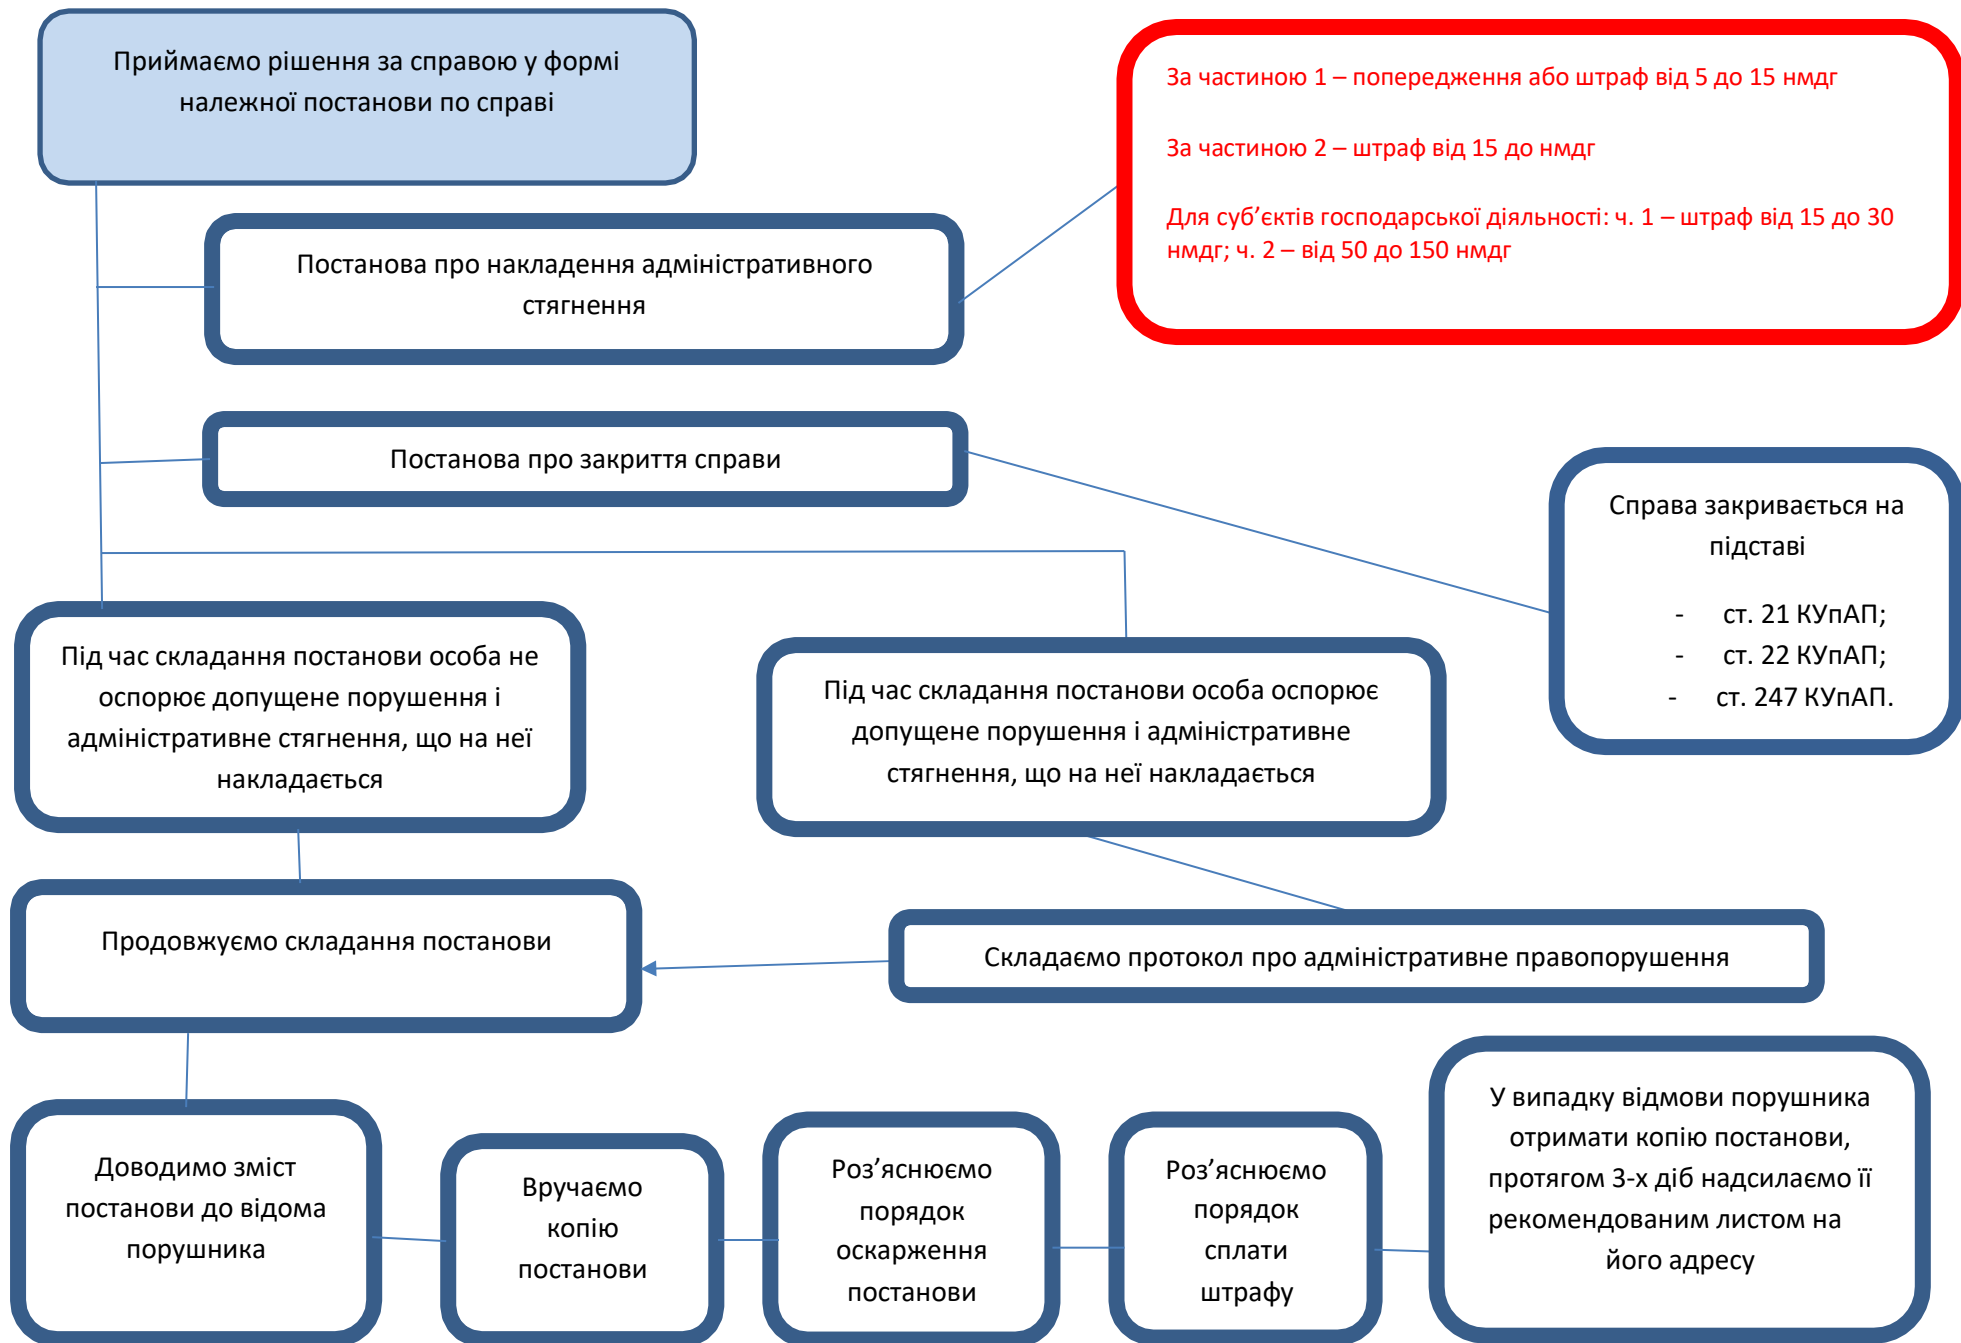 Приймаємо рішення за справою у формі
належної постанови по справі
За частиною 1 – попередження або штраф від 5 до 15 нмдг
За частиною 2 – штраф від 15 до нмдг
Для суб’єктів господарської діяльності: ч. 1 – штраф від 15 до 30
нмдг; ч. 2 – від 50 до 150 нмдг
Постанова про накладення адміністративного
стягнення
Постанова про закриття справи
Справа закривається на
підставі
- ст. 21 КУпАП;
- ст. 22 КУпАП;
- ст. 247 КУпАП.
Під час складання постанови особа не
оспорює допущене порушення і
адміністративне стягнення, що на неї
накладається
Під час складання постанови особа оспорює
допущене порушення і адміністративне
стягнення, що на неї накладається
Продовжуємо складання постанови
Складаємо протокол про адміністративне правопорушення
Доводимо зміст
постанови до відома
порушника
Вручаємо
копію
постанови
Роз’яснюємо
порядок
оскарження
постанови
Роз’яснюємо
порядок
сплати
штрафу
У випадку відмови порушника
отримати копію постанови,
протягом 3-х діб надсилаємо її
рекомендованим листом на
його адресу